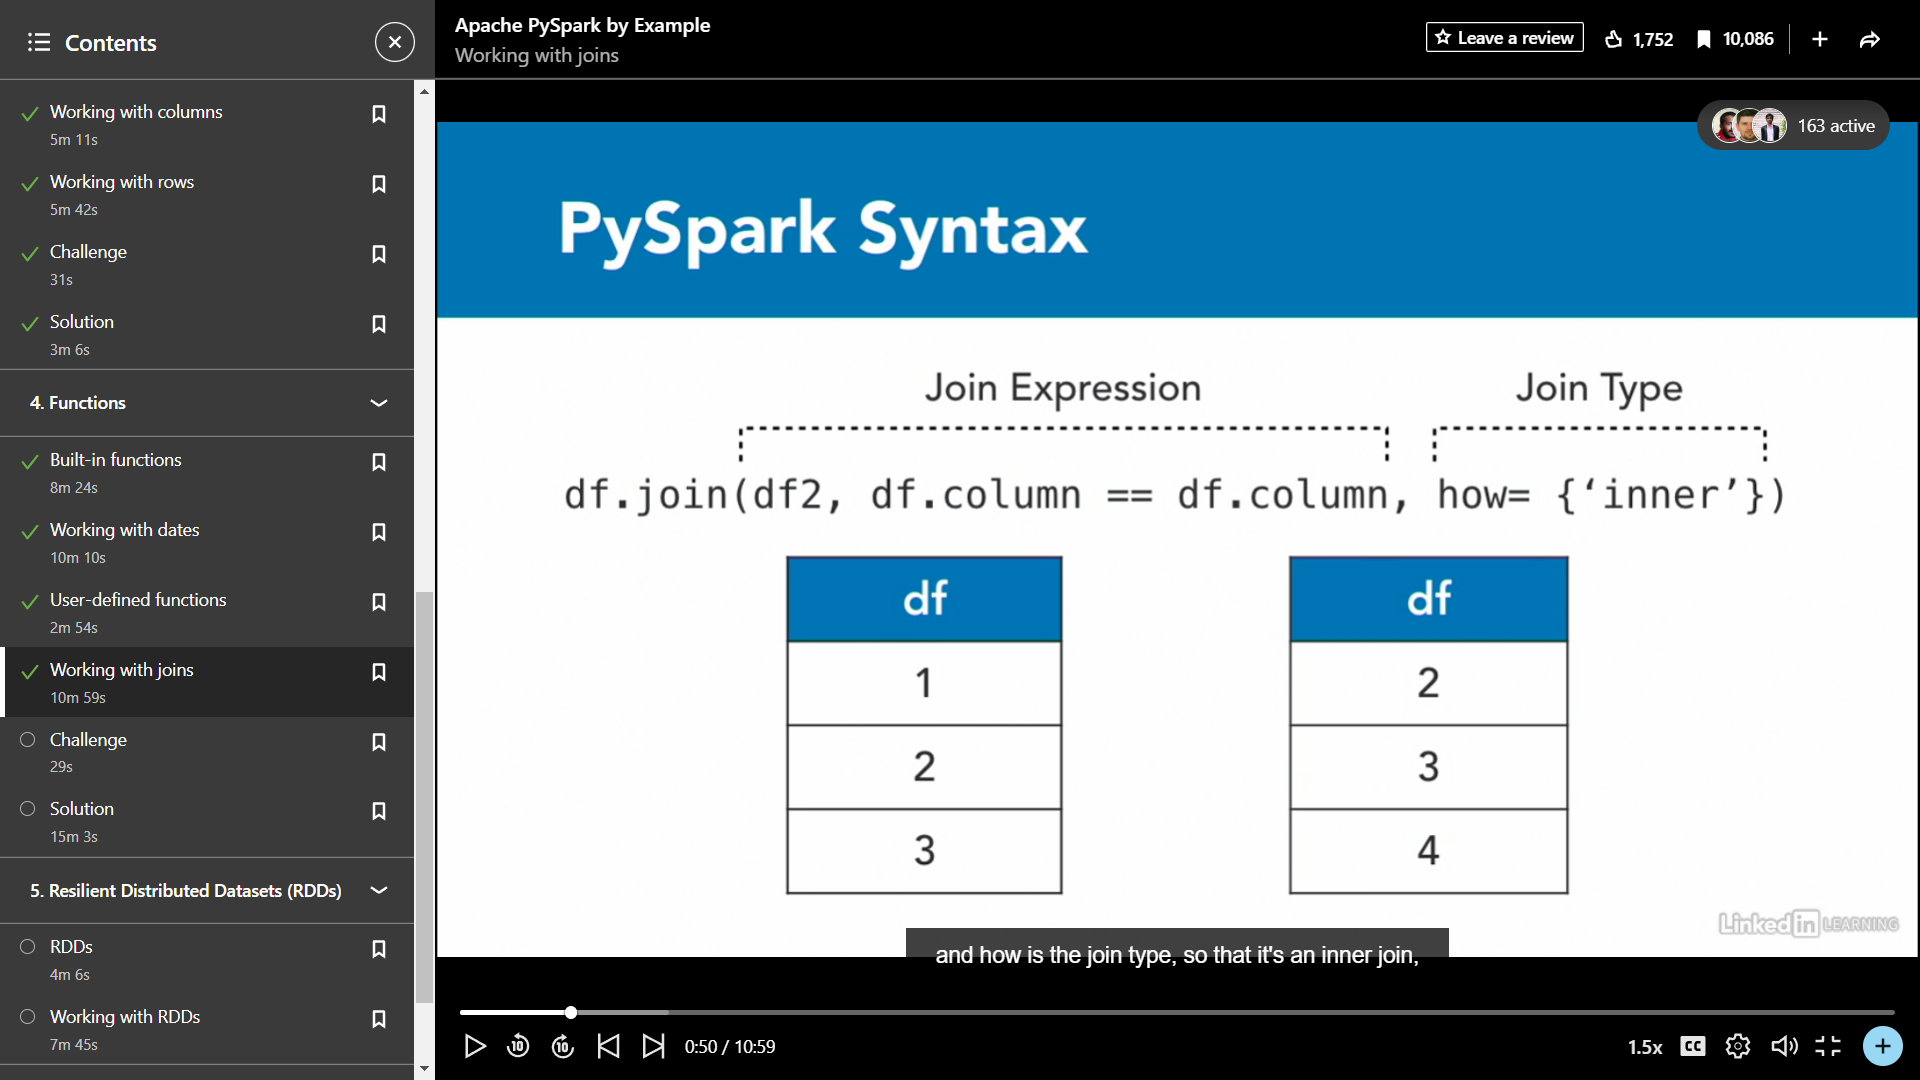 Contents
Working with columns
5m 11s
Working with rows
5m 42s
Challenge
31s
Solution
3m 6s
4. Functions
Built-in functions
8m 24s
Working with dates
10m 10s
User-defined functions
2m 54s
Working with joins
10m 59s
Challenge
29s
Solution
15m 3s
5. Resilient Distributed Datasets (RDDs)
RDDs
4m 6s
Working with RDDs
7m 45s
Apache PySpark by Example
Working with joins
Leave a review
1,752
10,086
163 active
PySpark Syntax
Join Expression
Join Type
df.join(df2, df.column == df.column, how= {‘inner’})
df
1
2
3
df
2
3
4
Linked in LEARNING
and how is the join type, so that it's an inner join,
10
10
0:50 / 10:59
1.5x
CC